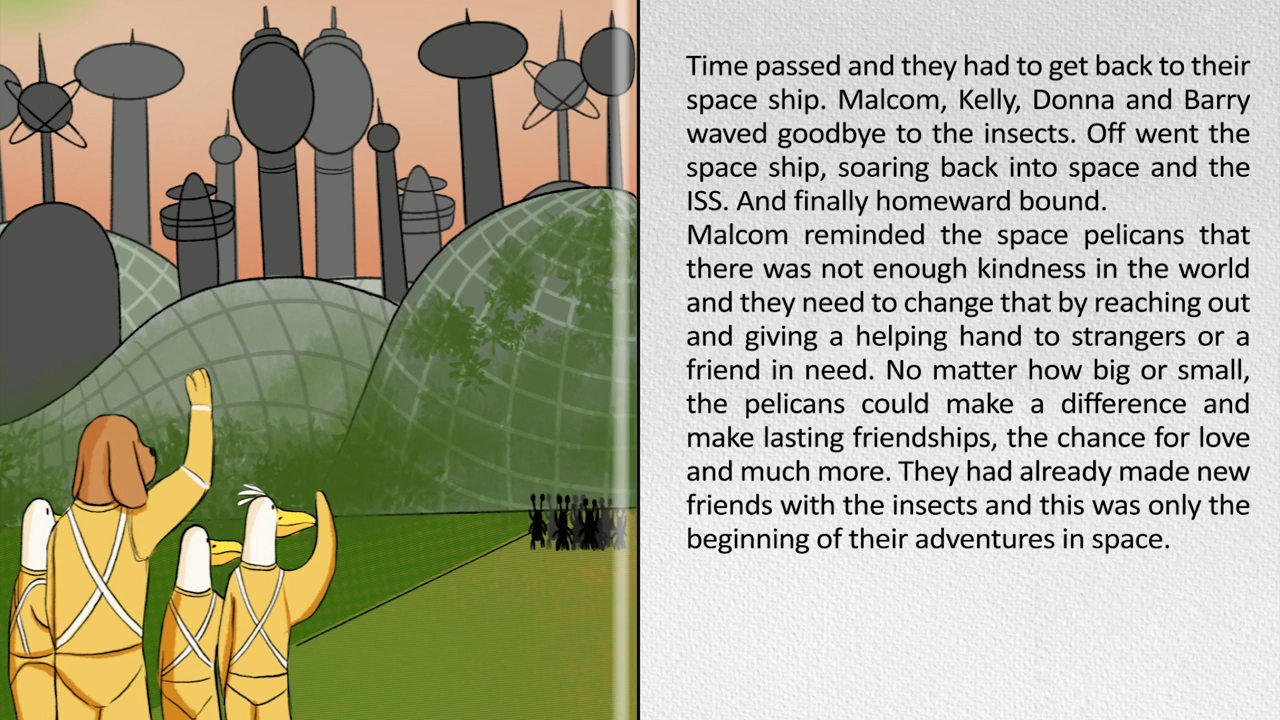 Time passed and they had to get back to their
space ship. Malcom, Kelly, Donna and Barry
waved goodbye to the insects. Off went the
space ship, soaring back into space and the
ISS. And finally homeward bound.
Malcom reminded the space pelicans that
there was not enough kindness in the world
and they need to change that by reaching out
and giving a helping hand to strangers or a
friend in need. No matter how big or small,
the pelicans could make a difference and
make lasting friendships, the chance for love
and much more. They had already made new
friends with the insects and this was only the
beginning of their adventures in space.